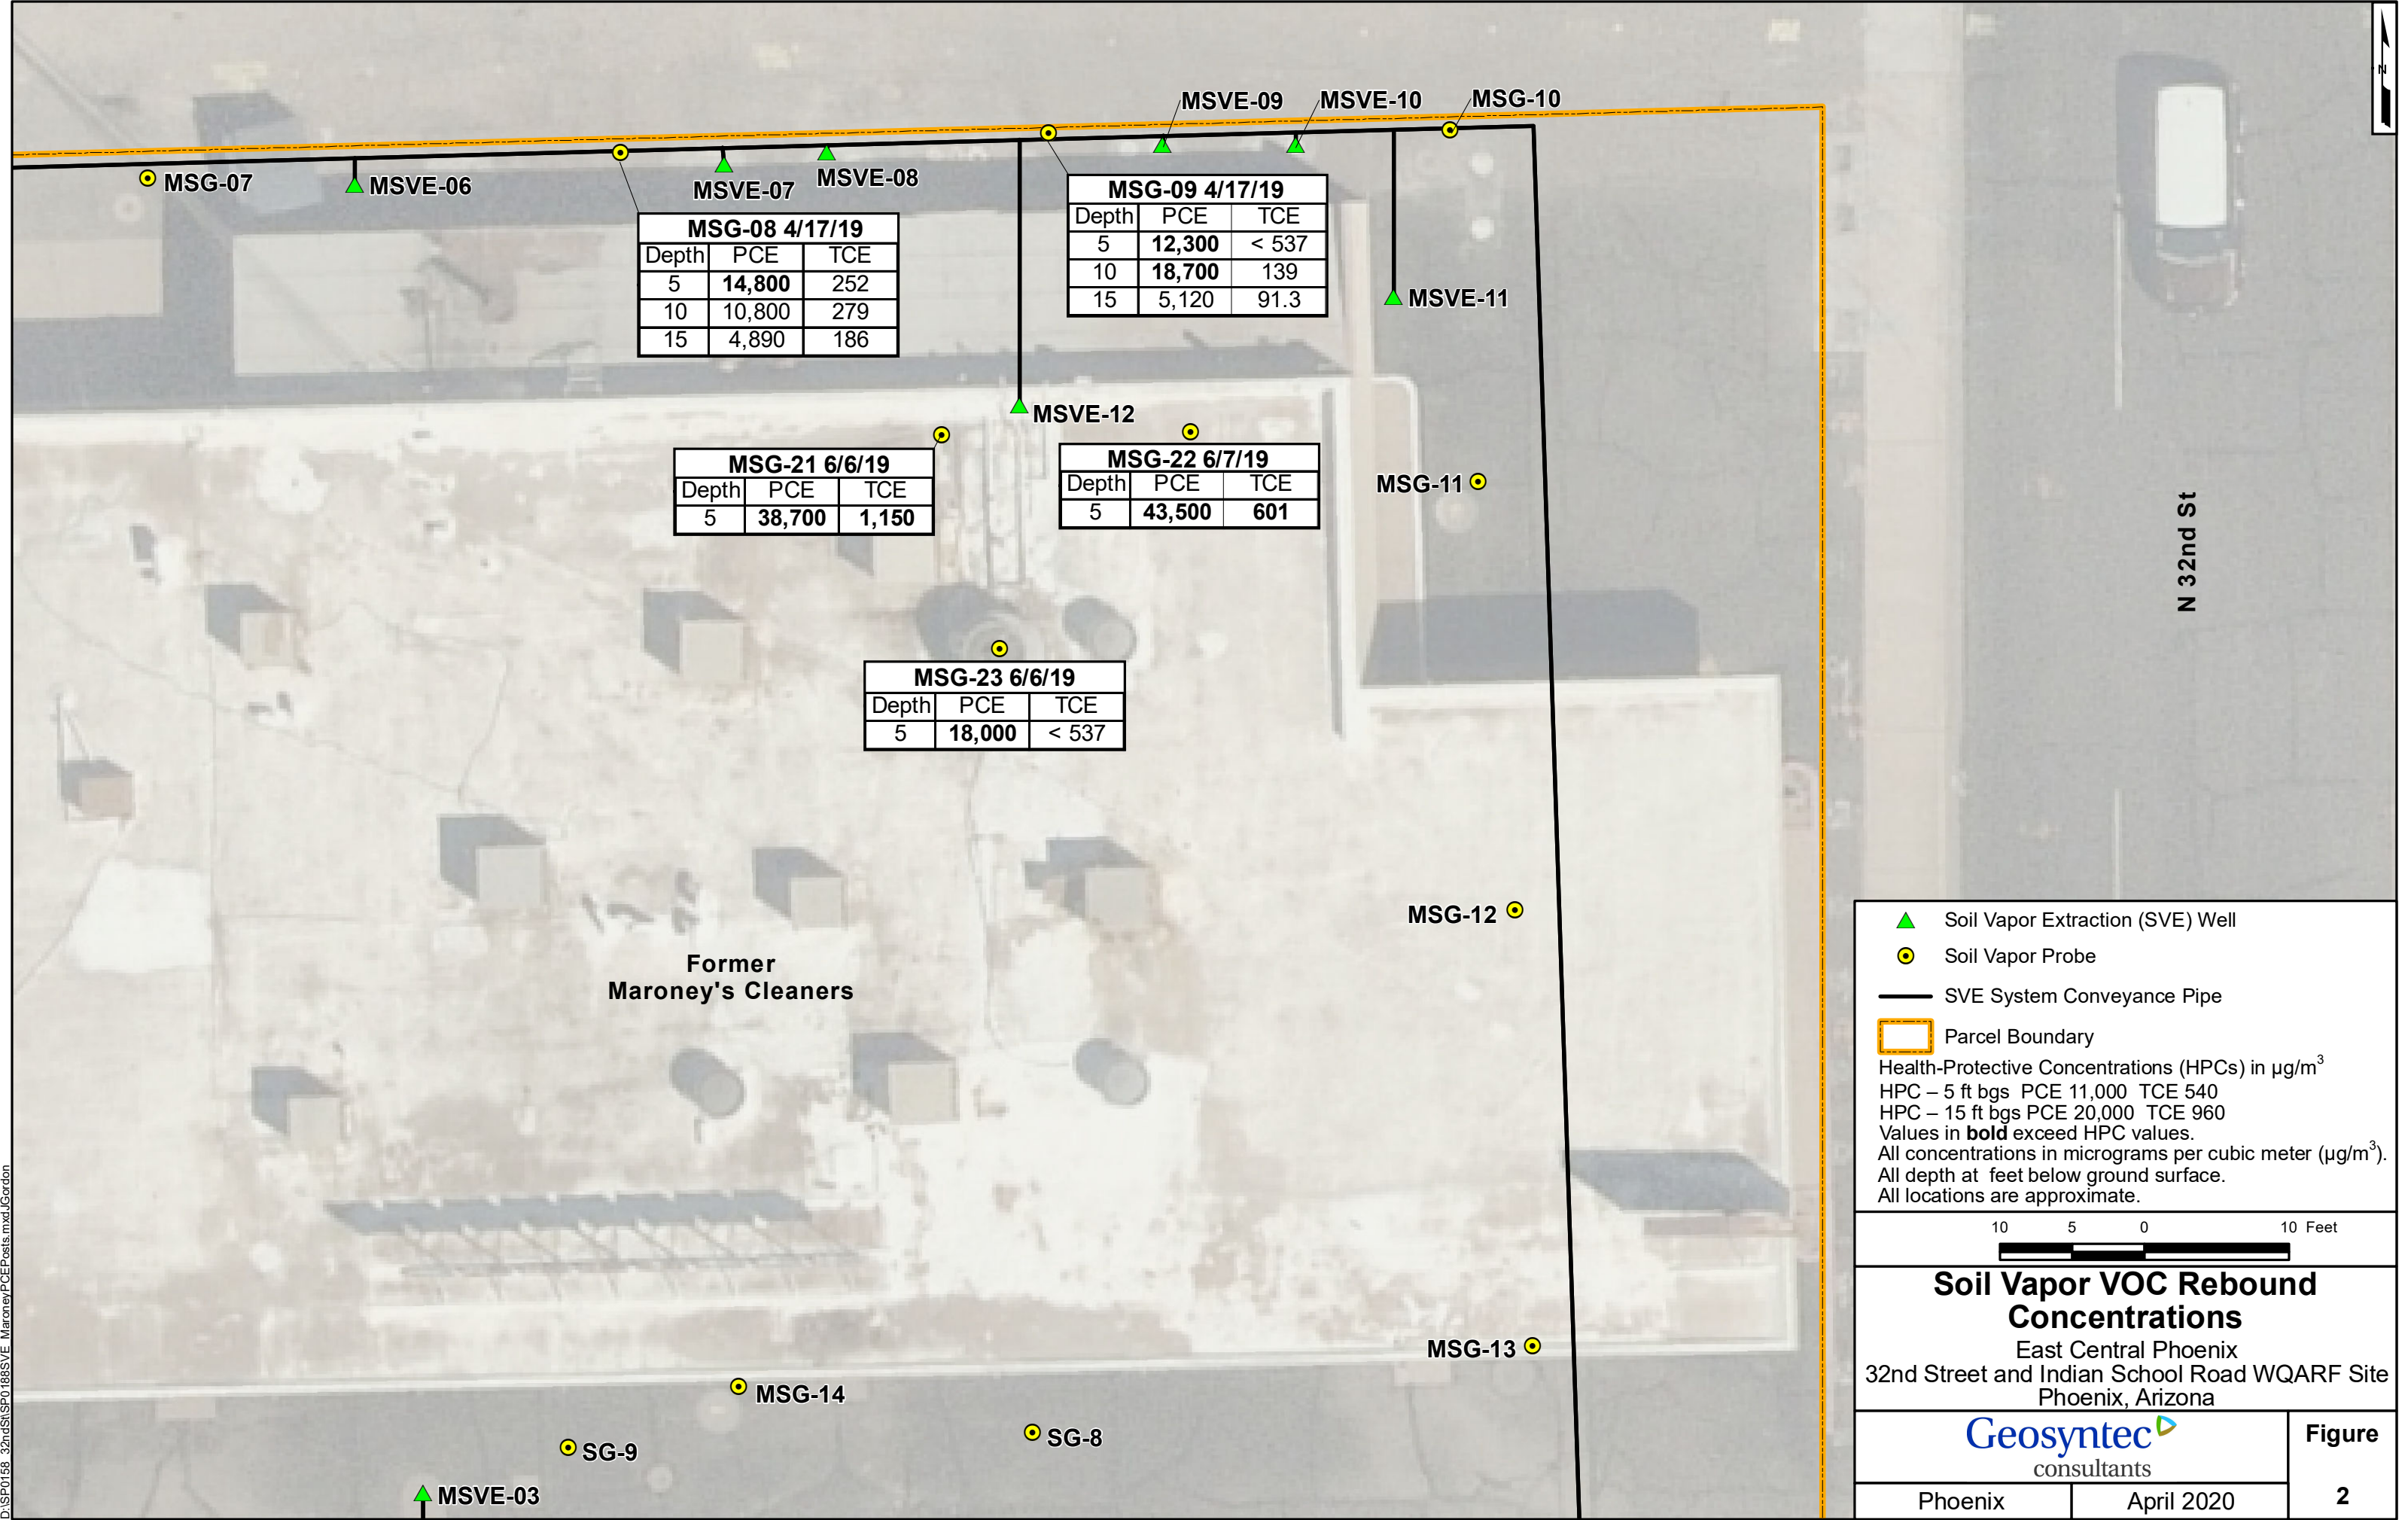 N
MSVE-09
MSVE-10
MSG-10
MSG-07
MSVE-06
MSVE-07
MSVE-08
MSG-08 4/17/19
Depth PCE TCE
5 14,800 252
10 10,800 279
15 4,890 186
MSG-09 4/17/19
Depth PCE TCE
5 12,300 < 537
10 18,700 139
15 5,120 91.3
MSVE-11
MSVE-12
MSG-21 6/6/19
Depth PCE TCE
5 38,700 1,150
MSG-22 6/7/19
Depth PCE TCE
5 43,500 601
MSG-11
N 32nd St
MSG-23 6/6/19
Depth PCE TCE
5 18,000 < 537
MSG-12
Former
Maroney's Cleaners
MSG-13
MSG-14
SG-9
SG-8
MSVE-03
Soil Vapor Extraction (SVE) Well
Soil Vapor Probe
SVE System Conveyance Pipe
Parcel Boundary
Health-Protective Concentrations (HPCs) in µg/m³
HPC – 5 ft bgs PCE 11,000 TCE 540
HPC – 15 ft bgs PCE 20,000 TCE 960
Values in bold exceed HPC values.
All concentrations in micrograms per cubic meter (µg/m³).
All depth at feet below ground surface.
All locations are approximate.
10 5 0 10 Feet
Soil Vapor VOC Rebound
Concentrations
East Central Phoenix
32nd Street and Indian School Road WQARF Site
Phoenix, Arizona
Geosyntec
consultants
Figure
2
Phoenix
April 2020
D:\SP0158_32ndSt\SP0188SVE_MaroneyPCEPosts.mxdJGordon